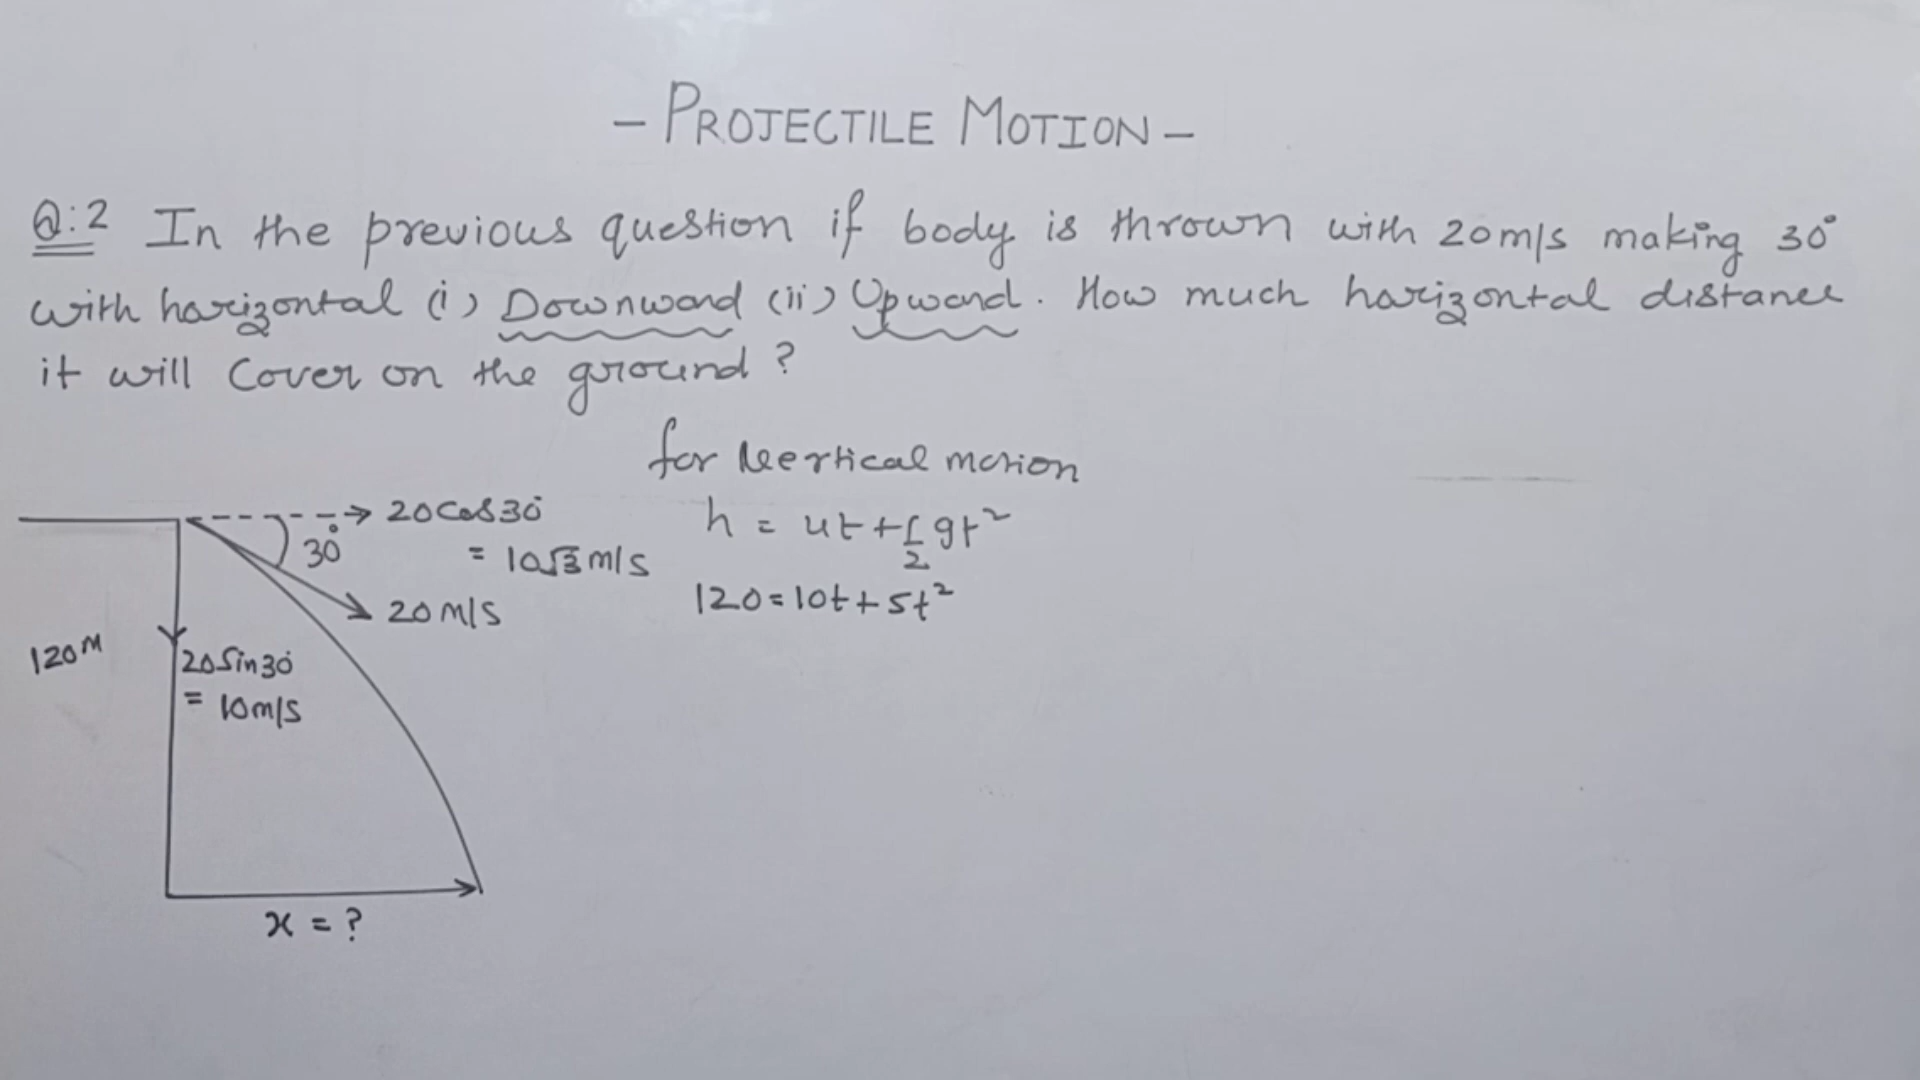 - PROJECTILE MOTION -
Q:2 In the previous question if body is thrown with 20m/s making 30°
with harizontal (i) Downward (ii) Upward. How much harizontal distance
it will Cover on the ground?
for Vertical motion
h = ut + 1/2 gt²
120 = 10t + 5t²
20Cos30°
= 10√3 m/s
30°
20 M/S
120M
20Sin30°
= 10m/s
x = ?